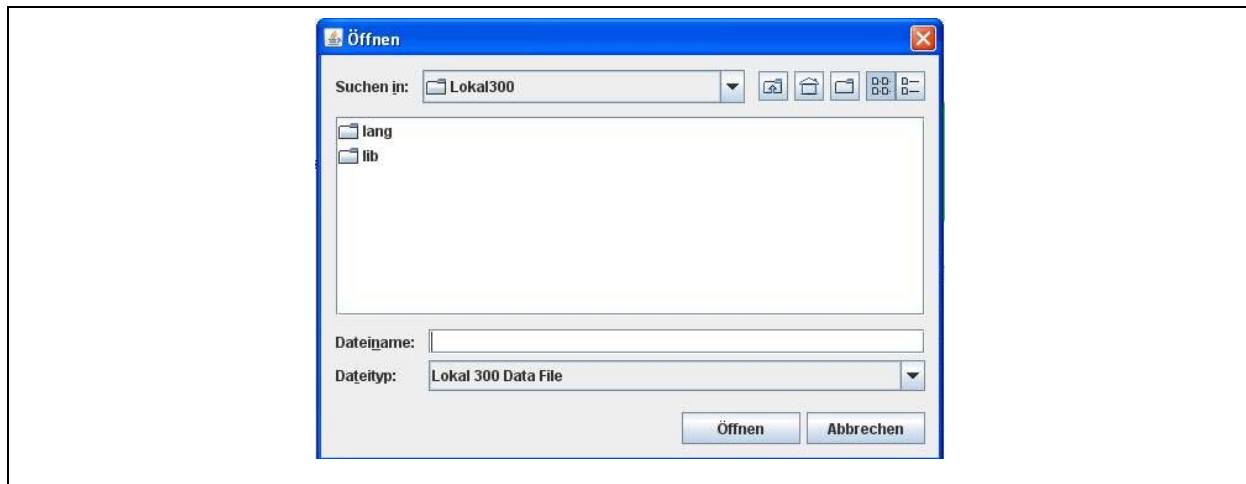 Öffnen
Suchen in: Lokal300
lang
lib
Dateiname:
Dateityp: Lokal 300 Data File
Öffnen Abbrechen